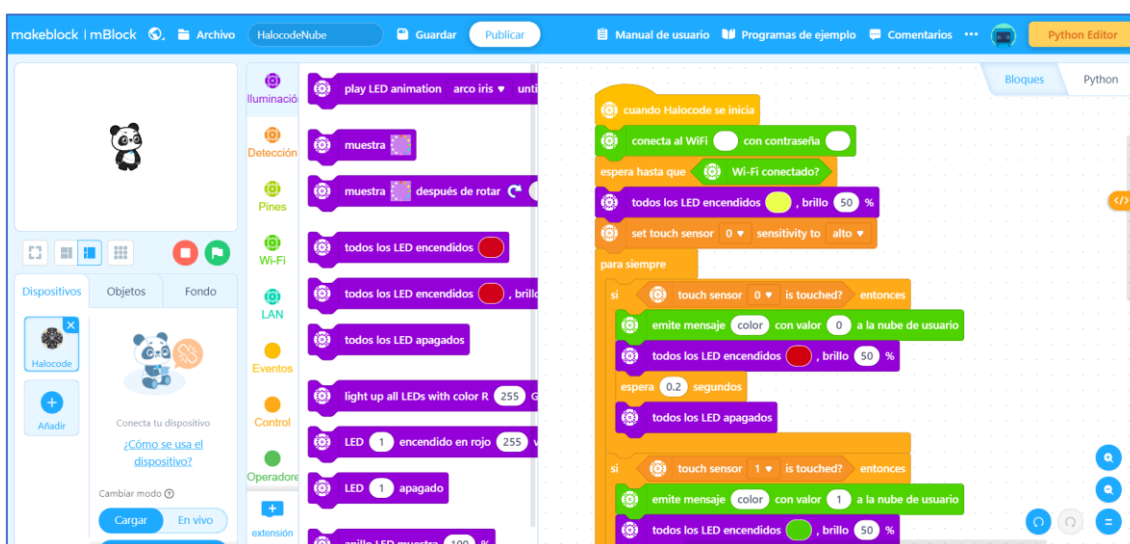 makeblock | mBlock Archivo HalocodeNube Guardar Publicar Manual de usuario Programas de ejemplo Comentarios Python Editor
Dispositivos Objetos Fondo
Halocode
Añadir
Conecta tu dispositivo
¿Cómo se usa el
dispositivo?
Cambiar modo
Cargar En vivo
Iluminació
Detección
Pines
Wi-Fi
LAN
Eventos
Control
Operadore
extensión
play LED animation arco iris unti
muestra
muestra después de rotar
todos los LED encendidos
todos los LED encendidos , brillo
todos los LED apagados
light up all LEDs with color R 255 G
LED 1 encendido en rojo 255 v
LED 1 apagado
anillo LED muestra 100 %
Bloques Python
cuando Halocode se inicia
conecta al WiFi con contraseña
espera hasta que Wi-Fi conectado?
todos los LED encendidos , brillo 50 %
set touch sensor 0 sensitivity to alto
para siempre
si touch sensor 0 is touched? entonces
emite mensaje color con valor 0 a la nube de usuario
todos los LED encendidos , brillo 50 %
espera 0.2 segundos
todos los LED apagados
si touch sensor 1 is touched? entonces
emite mensaje color con valor 1 a la nube de usuario
todos los LED encendidos , brillo 50 %